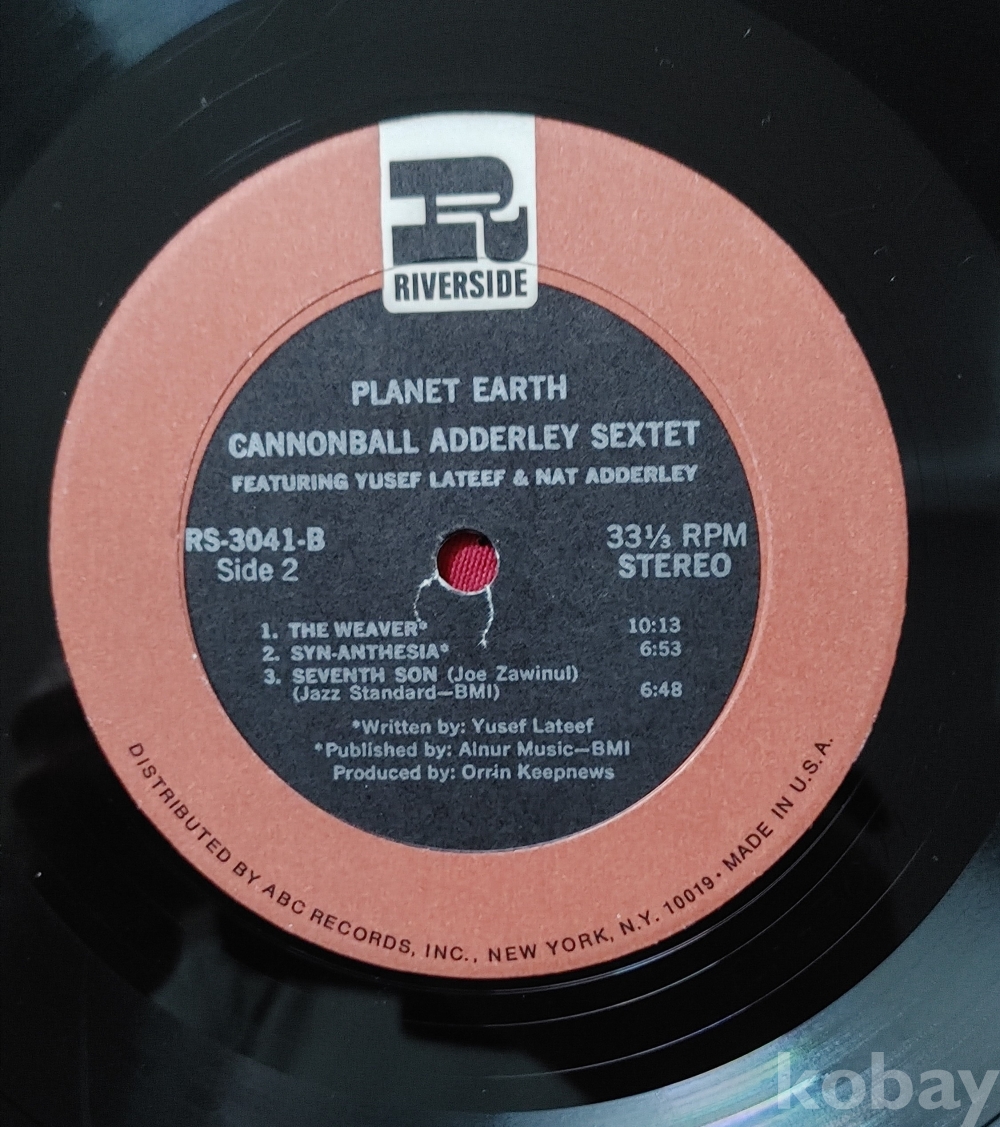 R
RIVERSIDE
PLANET EARTH
CANNONBALL ADDERLEY SEXTET
FEATURING YUSEF LATEEF & NAT ADDERLEY
RS-3041-B 33⅓ RPM
Side 2 STEREO
1. THE WEAVER* 10:13
2. SYN-ANTHESIA* 6:53
3. SEVENTH SON (Joe Zawinul)
(Jazz Standard—BMI) 6:48
*Written by: Yusef Lateef
*Published by: Alnur Music—BMI
Produced by: Orrin Keepnews
DISTRIBUTED BY ABC RECORDS, INC., NEW YORK, N.Y. 10019 • MADE IN U.S.A.
kobay